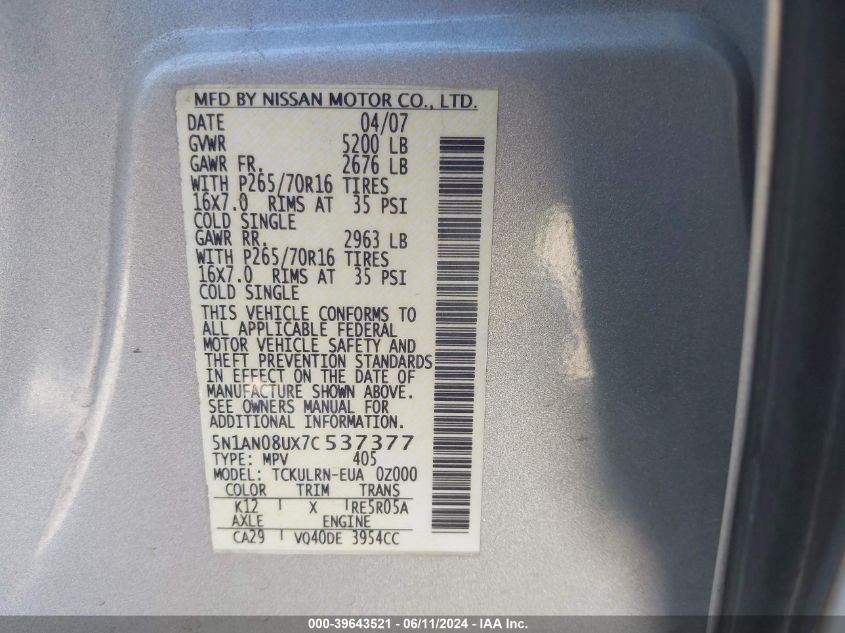 MFD BY NISSAN MOTOR CO., LTD.
DATE 04/07
GVWR 5200 LB
GAWR FR. 2676 LB
WITH P265/70R16 TIRES
16X7.0 RIMS AT 35 PSI
COLD SINGLE
GAWR RR. 2963 LB
WITH P265/70R16 TIRES
16X7.0 RIMS AT 35 PSI
COLD SINGLE
THIS VEHICLE CONFORMS TO
ALL APPLICABLE FEDERAL
MOTOR VEHICLE SAFETY AND
THEFT PREVENTION STANDARDS
IN EFFECT ON THE DATE OF
MANUFACTURE SHOWN ABOVE.
SEE OWNERS MANUAL FOR
ADDITIONAL INFORMATION.
5N1AN08UX7C537377
TYPE: MPV 405
MODEL: TCKULRN-EUA 0Z000
COLOR TRIM TRANS
K12 X RE5R05A
AXLE ENGINE
CA29 VQ40DE 3954CC
000-39643521 - 06/11/2024 - IAA Inc.